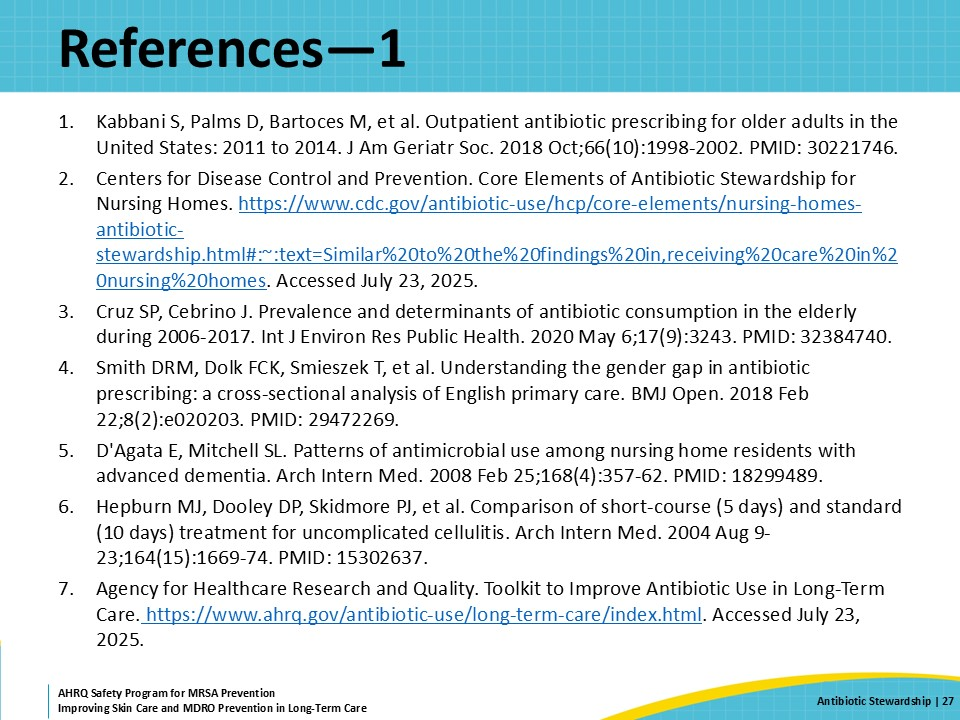 References—1
1. Kabbani S, Palms D, Bartoces M, et al. Outpatient antibiotic prescribing for older adults in the
United States: 2011 to 2014. J Am Geriatr Soc. 2018 Oct;66(10):1998-2002. PMID: 30221746.
2. Centers for Disease Control and Prevention. Core Elements of Antibiotic Stewardship for
Nursing Homes. https://www.cdc.gov/antibiotic-use/hcp/core-elements/nursing-homes-
antibiotic-
stewardship.html#:~:text=Similar%20to%20the%20findings%20in,receiving%20care%20in%2
0nursing%20homes. Accessed July 23, 2025.
3. Cruz SP, Cebrino J. Prevalence and determinants of antibiotic consumption in the elderly
during 2006-2017. Int J Environ Res Public Health. 2020 May 6;17(9):3243. PMID: 32384740.
4. Smith DRM, Dolk FCK, Smieszek T, et al. Understanding the gender gap in antibiotic
prescribing: a cross-sectional analysis of English primary care. BMJ Open. 2018 Feb
22;8(2):e020203. PMID: 29472269.
5. D'Agata E, Mitchell SL. Patterns of antimicrobial use among nursing home residents with
advanced dementia. Arch Intern Med. 2008 Feb 25;168(4):357-62. PMID: 18299489.
6. Hepburn MJ, Dooley DP, Skidmore PJ, et al. Comparison of short-course (5 days) and standard
(10 days) treatment for uncomplicated cellulitis. Arch Intern Med. 2004 Aug 9-
23;164(15):1669-74. PMID: 15302637.
7. Agency for Healthcare Research and Quality. Toolkit to Improve Antibiotic Use in Long-Term
Care. https://www.ahrq.gov/antibiotic-use/long-term-care/index.html. Accessed July 23,
2025.
AHRQ Safety Program for MRSA Prevention
Improving Skin Care and MDRO Prevention in Long-Term Care
Antibiotic Stewardship | 27